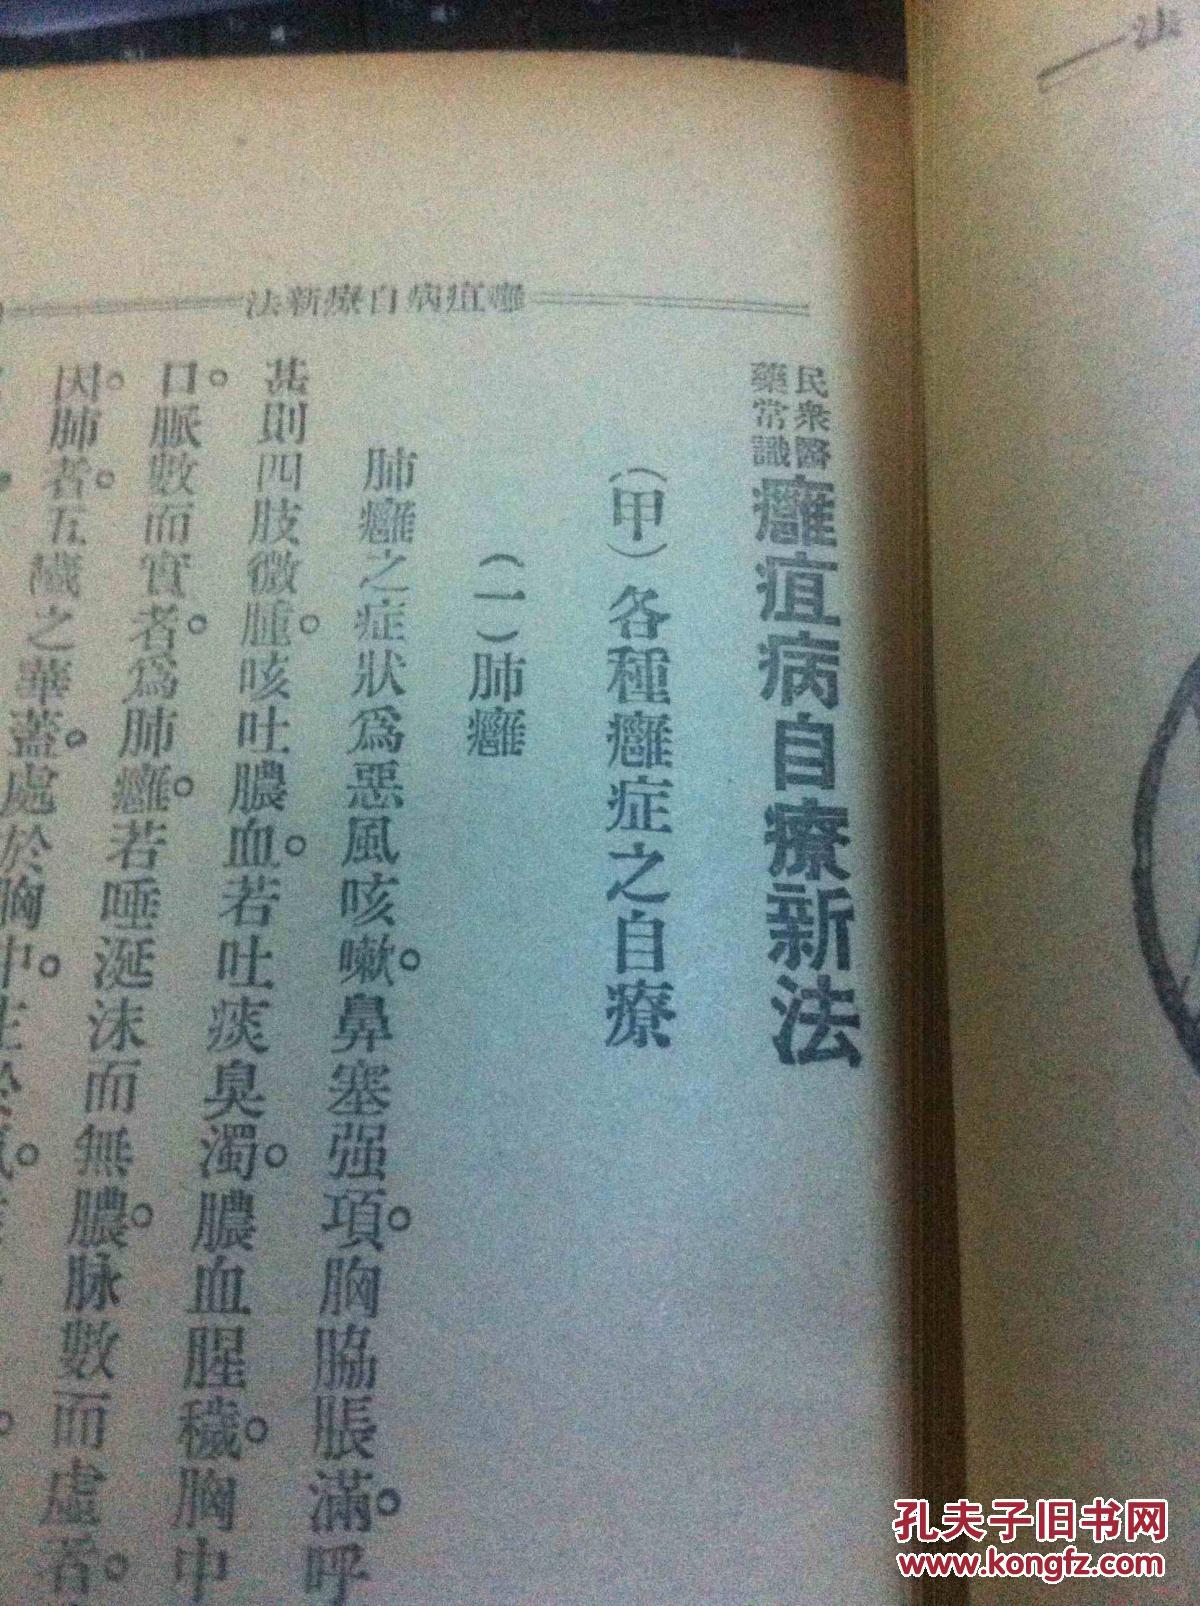 癰疽病自療新法
民衆醫藥常識
癰疽病自療新法
（甲）各種癰症之自療
（一）肺癰
肺癰之症狀爲惡風咳嗽。鼻塞强項。胸脇脹滿。呼
甚則四肢微腫。咳吐膿血。若吐痰臭濁。膿血腥穢。胸中
口。脈數而實者。爲肺癰。若唾涎沫而無膿。脉數而虛者。
因。肺者。五臟之華蓋。處於胸中。
法
孔夫子旧书网
www.kongfz.com